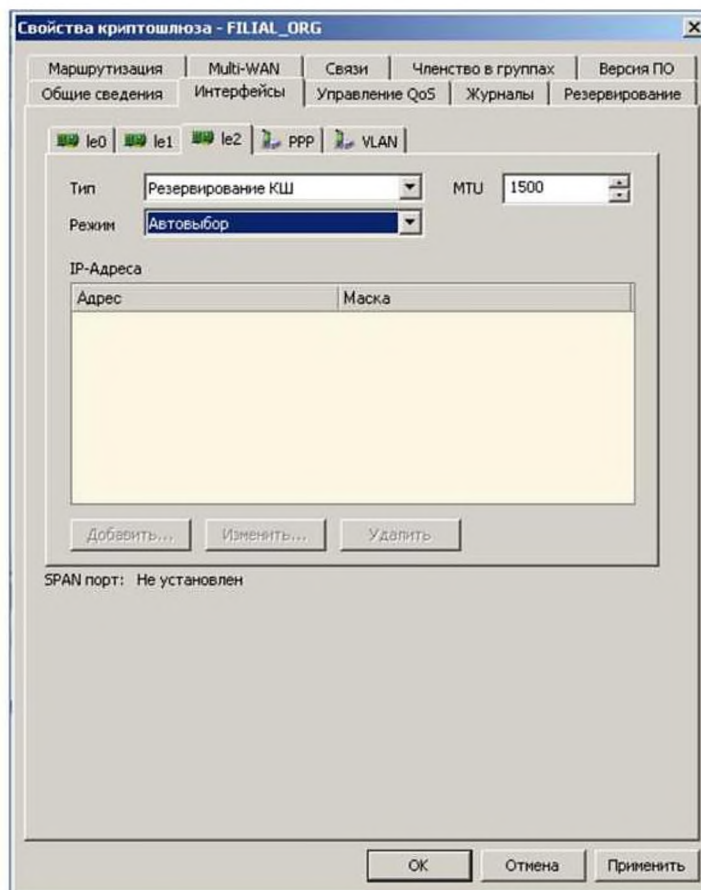 Свойства криптошлюза - FILIAL_ORG
Маршрутизация Multi-WAN Связи Членство в группах Версия ПО
Общие сведения Интерфейсы Управление QoS Журналы Резервирование
le0 le1 le2 PPP VLAN
Тип Резервирование КШ MTU 1500
Режим Автовыбор
IP-Адреса
Адрес Маска
Добавить... Изменить... Удалить
SPAN порт: Не установлен
OK Отмена Применить